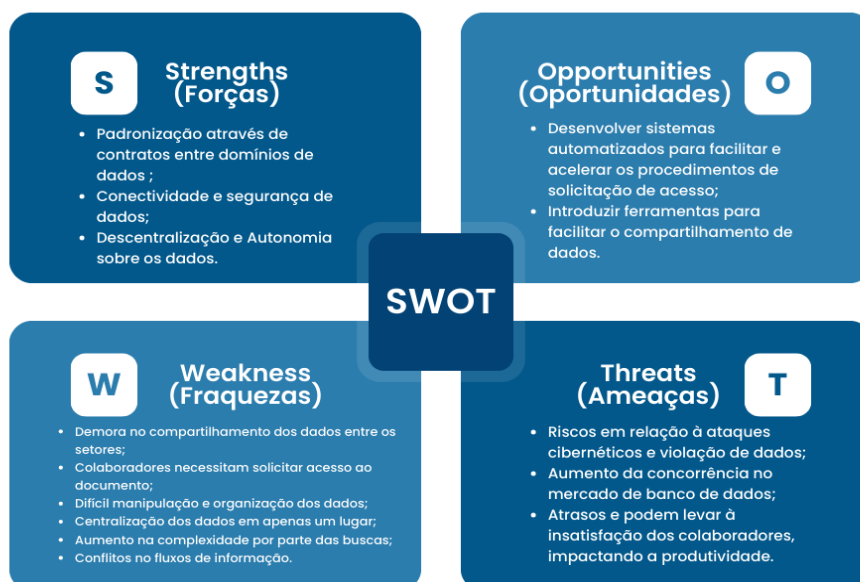 S
Strengths
(Forças)
• Padronização através de
contratos entre domínios de
dados ;
• Conectividade e segurança de
dados;
• Descentralização e Autonomia
sobre os dados.
Opportunities
(Oportunidades)
O
• Desenvolver sistemas
automatizados para facilitar e
acelerar os procedimentos de
solicitação de acesso;
• Introduzir ferramentas para
facilitar o compartilhamento de
dados.
SWOT
W
Weakness
(Fraquezas)
• Demora no compartilhamento dos dados entre os
setores;
• Colaboradores necessitam solicitar acesso ao
documento;
• Difícil manipulação e organização dos dados;
• Centralização dos dados em apenas um lugar;
• Aumento na complexidade por parte das buscas;
• Conflitos no fluxos de informação.
Threats
(Ameaças)
T
• Riscos em relação à ataques
cibernéticos e violação de dados;
• Aumento da concorrência no
mercado de banco de dados;
• Atrasos e podem levar à
insatisfação dos colaboradores,
impactando a produtividade.